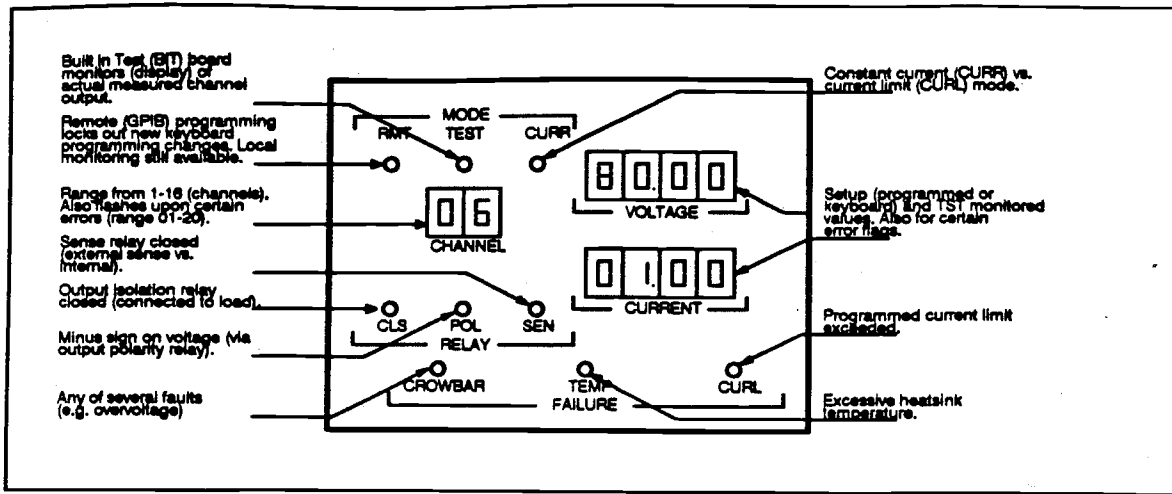 Built in Test (BIT) board
monitors (display) of
actual measured channel
output.
Remote (GPIB) programming
locks out new keyboard
programming changes. Local
monitoring still available.
Range from 1-16 (channels).
Also flashes upon certain
errors (range 01-20).
Sense relay closed
(external sense vs.
internal).
Output isolation relay
closed (connected to load).
Minus sign on voltage (via
output polarity relay).
Any of several faults
(e.g. overvoltage)
MODE
RMT TEST CURR
06
CHANNEL
80.00
VOLTAGE
01.00
CURRENT
CLS POL SEN
RELAY
CROWBAR TEMP CURL
FAILURE
Constant current (CURR) vs.
current limit (CURL) mode.
Setup (programmed or
keyboard) and TST monitored
values. Also for certain
error flags.
Programmed current limit
exceeded.
Excessive heatsink
temperature.